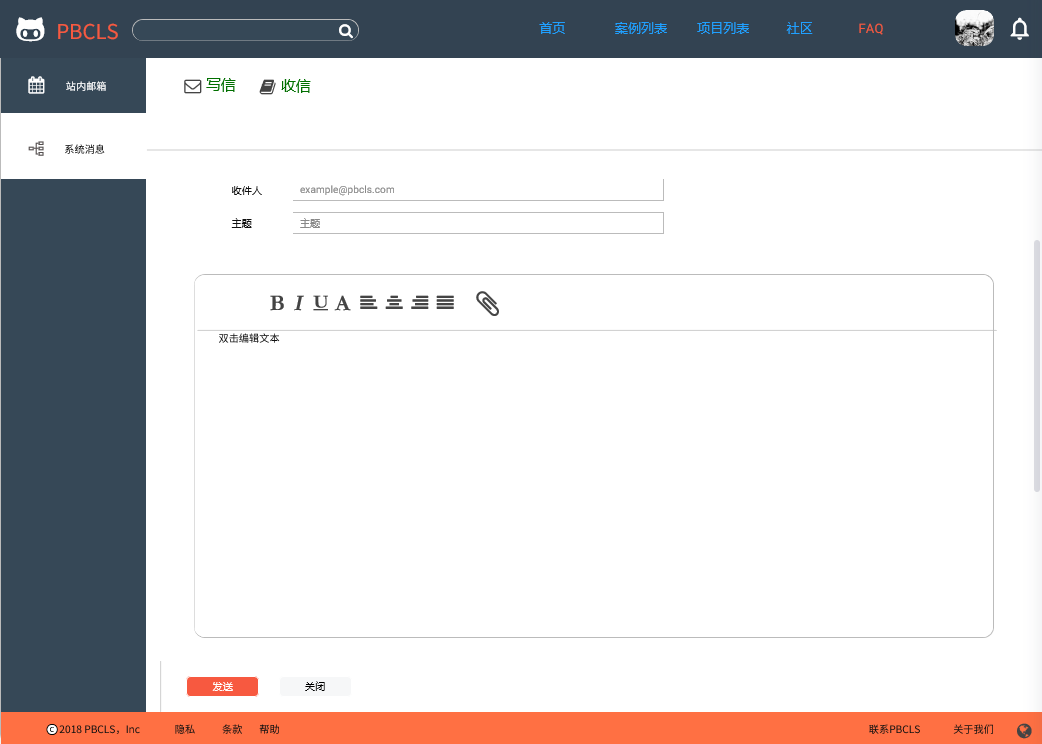 PBCLS 首页 案例列表 项目列表 社区 FAQ
站内邮箱
系统消息
写信 收信
收件人 example@pbcls.com
主题 主题
B I U A
双击编辑文本
发送 关闭
©2018 PBCLS，Inc 隐私 条款 帮助 联系PBCLS 关于我们